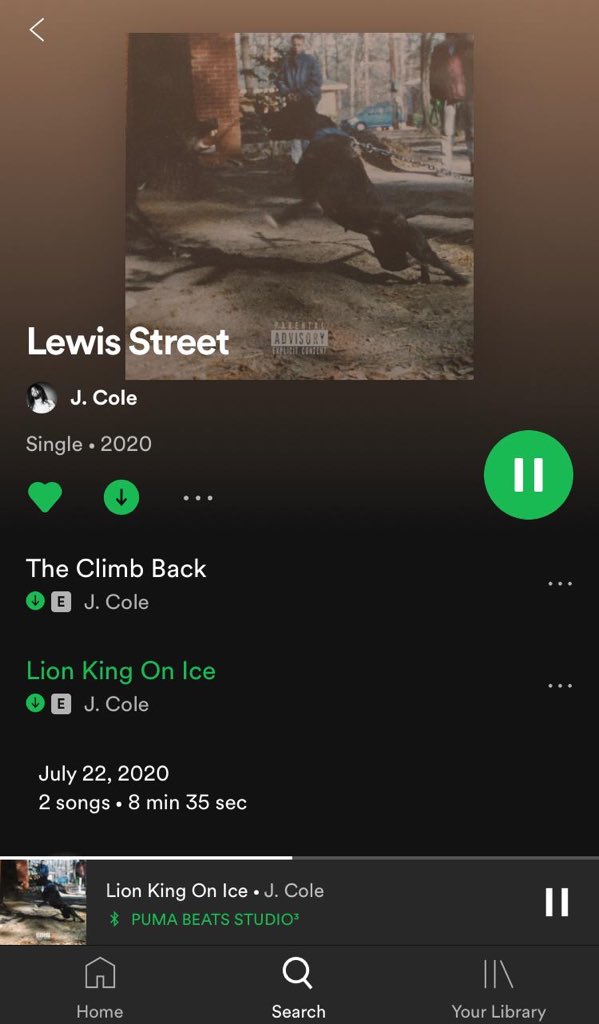 PARENTAL
ADVISORY
EXPLICIT CONTENT
Lewis Street
J. Cole
Single • 2020
The Climb Back
E J. Cole
Lion King On Ice
E J. Cole
July 22, 2020
2 songs • 8 min 35 sec
Lion King On Ice • J. Cole
PUMA BEATS STUDIO³
Home
Search
Your Library